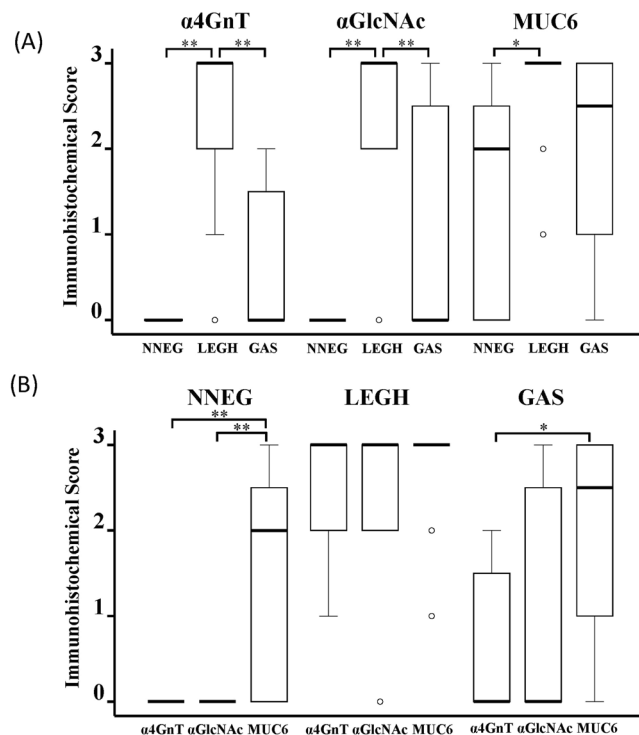 (A)
α4GnT αGlcNAc MUC6
** ** ** ** *
Immunohistochemical Score
3
2
1
0
NNEG LEGH GAS NNEG LEGH GAS NNEG LEGH GAS
(B)
NNEG LEGH GAS
**
** *
Immunohistochemical Score
3
2
1
0
α4GnT αGlcNAc MUC6 α4GnT αGlcNAc MUC6 α4GnT αGlcNAc MUC6